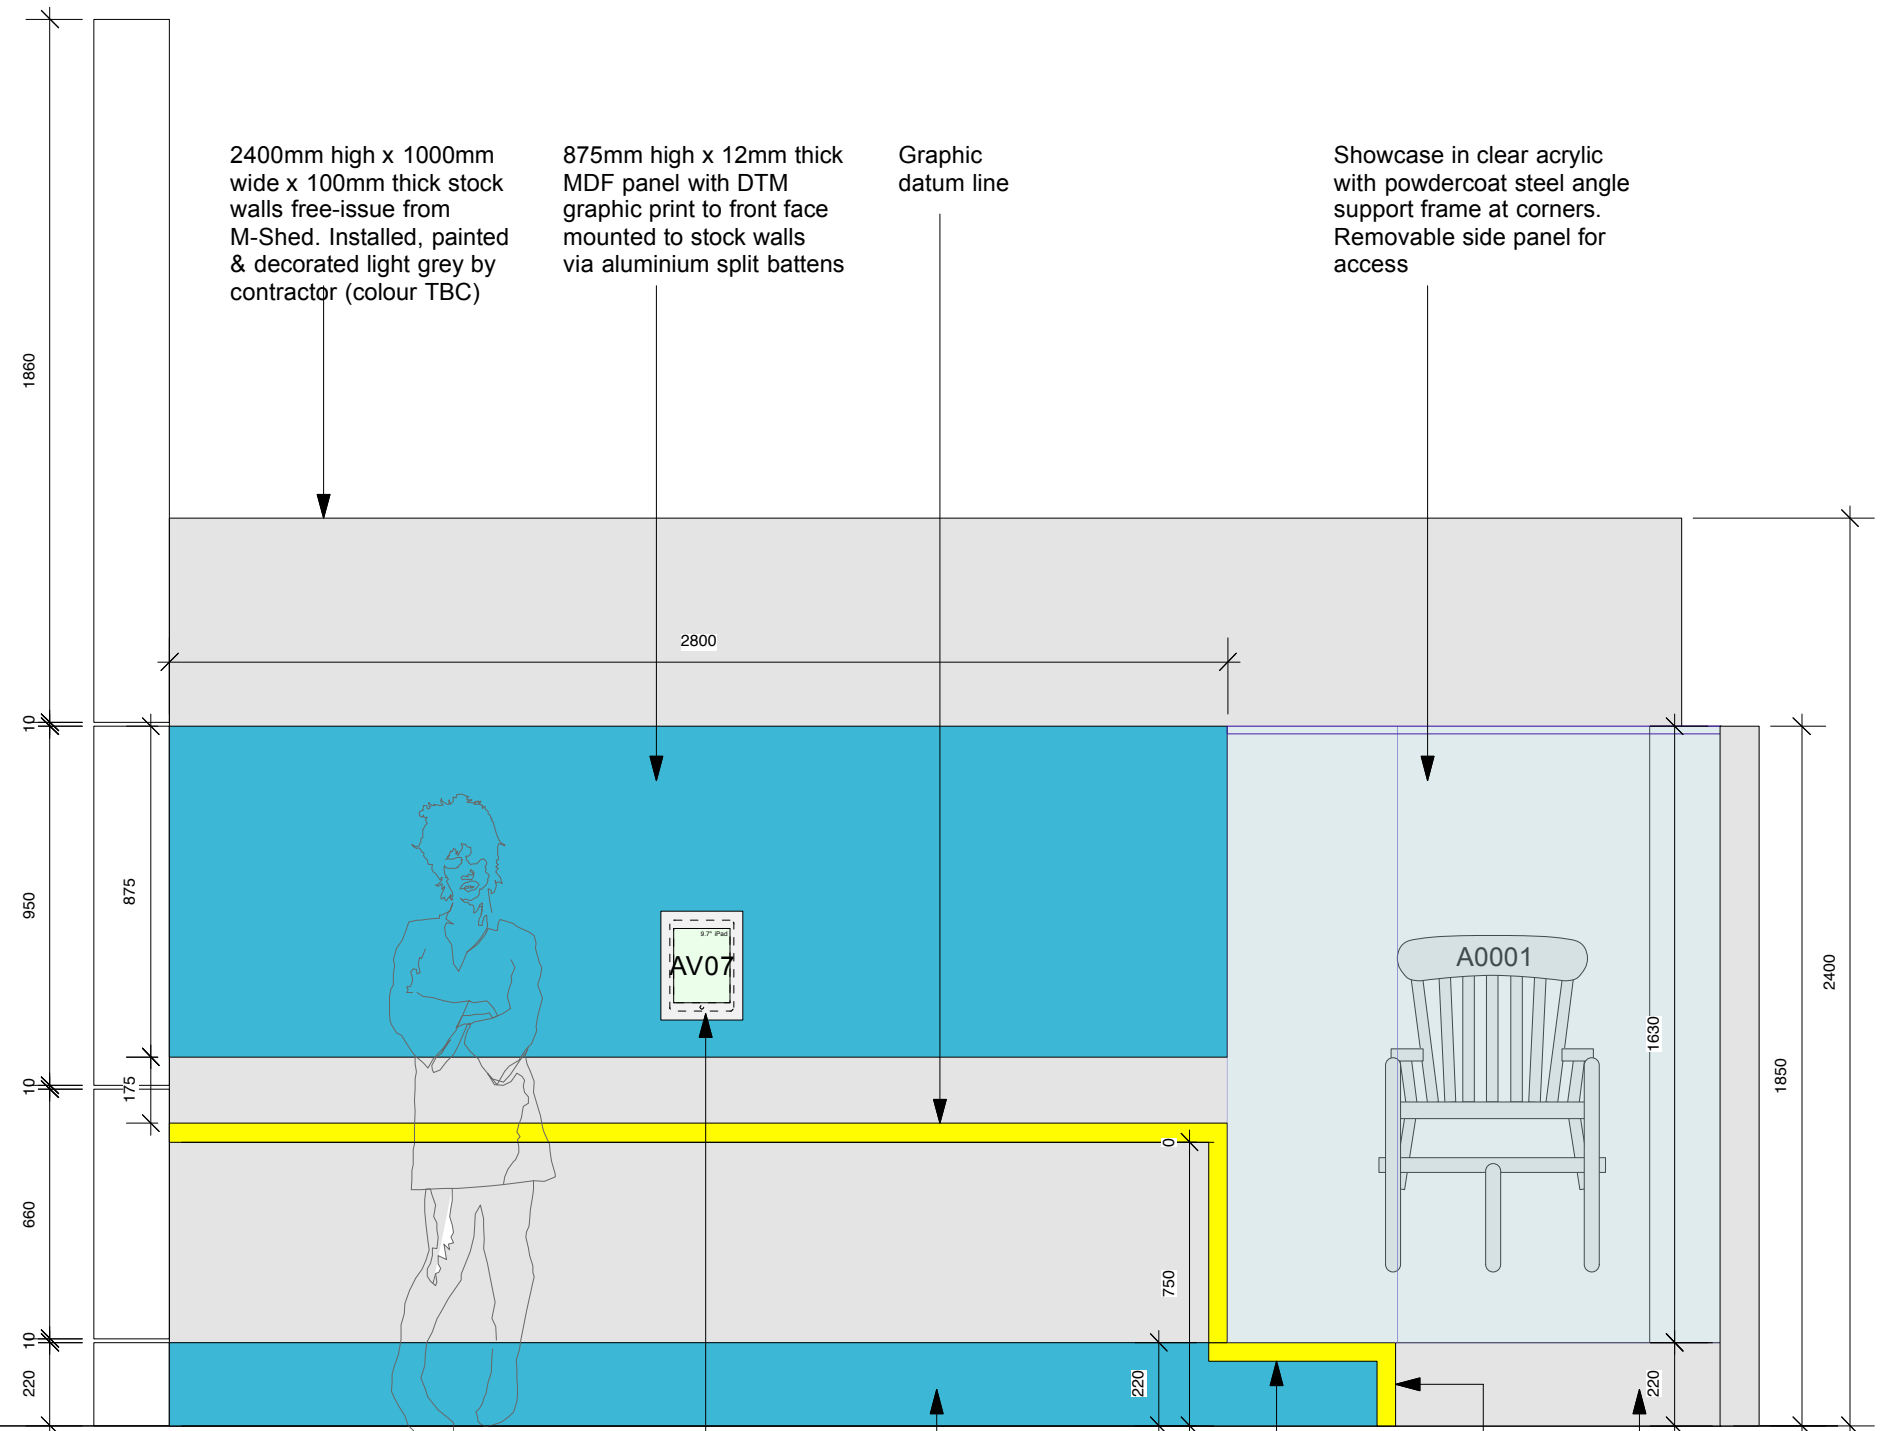 2400mm high x 1000mm
wide x 100mm thick stock
walls free-issue from
M-Shed. Installed, painted
& decorated light grey by
contractor (colour TBC)
875mm high x 12mm thick
MDF panel with DTM
graphic print to front face
mounted to stock walls
via aluminium split battens
Graphic
datum line
Showcase in clear acrylic
with powdercoat steel angle
support frame at corners.
Removable side panel for
access
1860
2800
10
875
950
9.7" iPad
AV07
A0001
2400
1630
1850
10
175
0
660
750
10
220
220
220